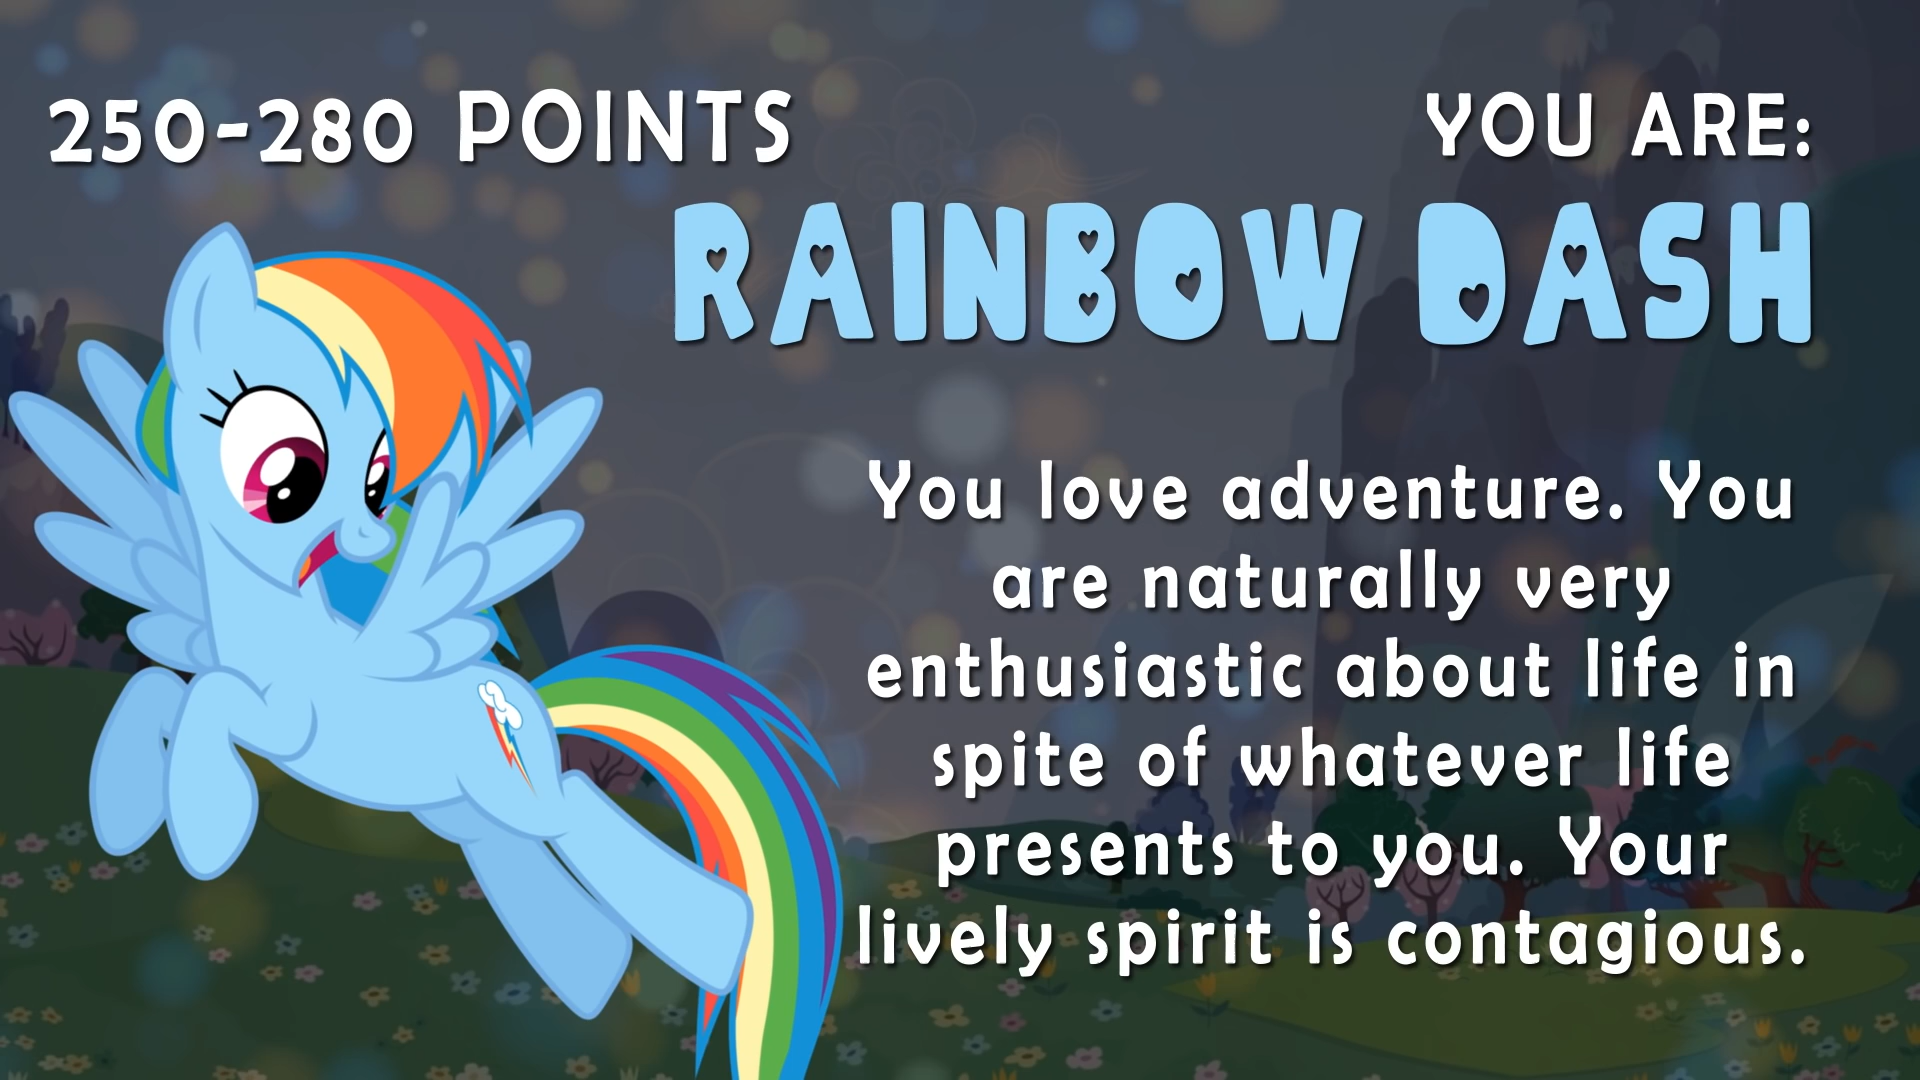 250-280 POINTS
YOU ARE:
RAINBOW DASH
You love adventure. You
are naturally very
enthusiastic about life in
spite of whatever life
presents to you. Your
lively spirit is contagious.